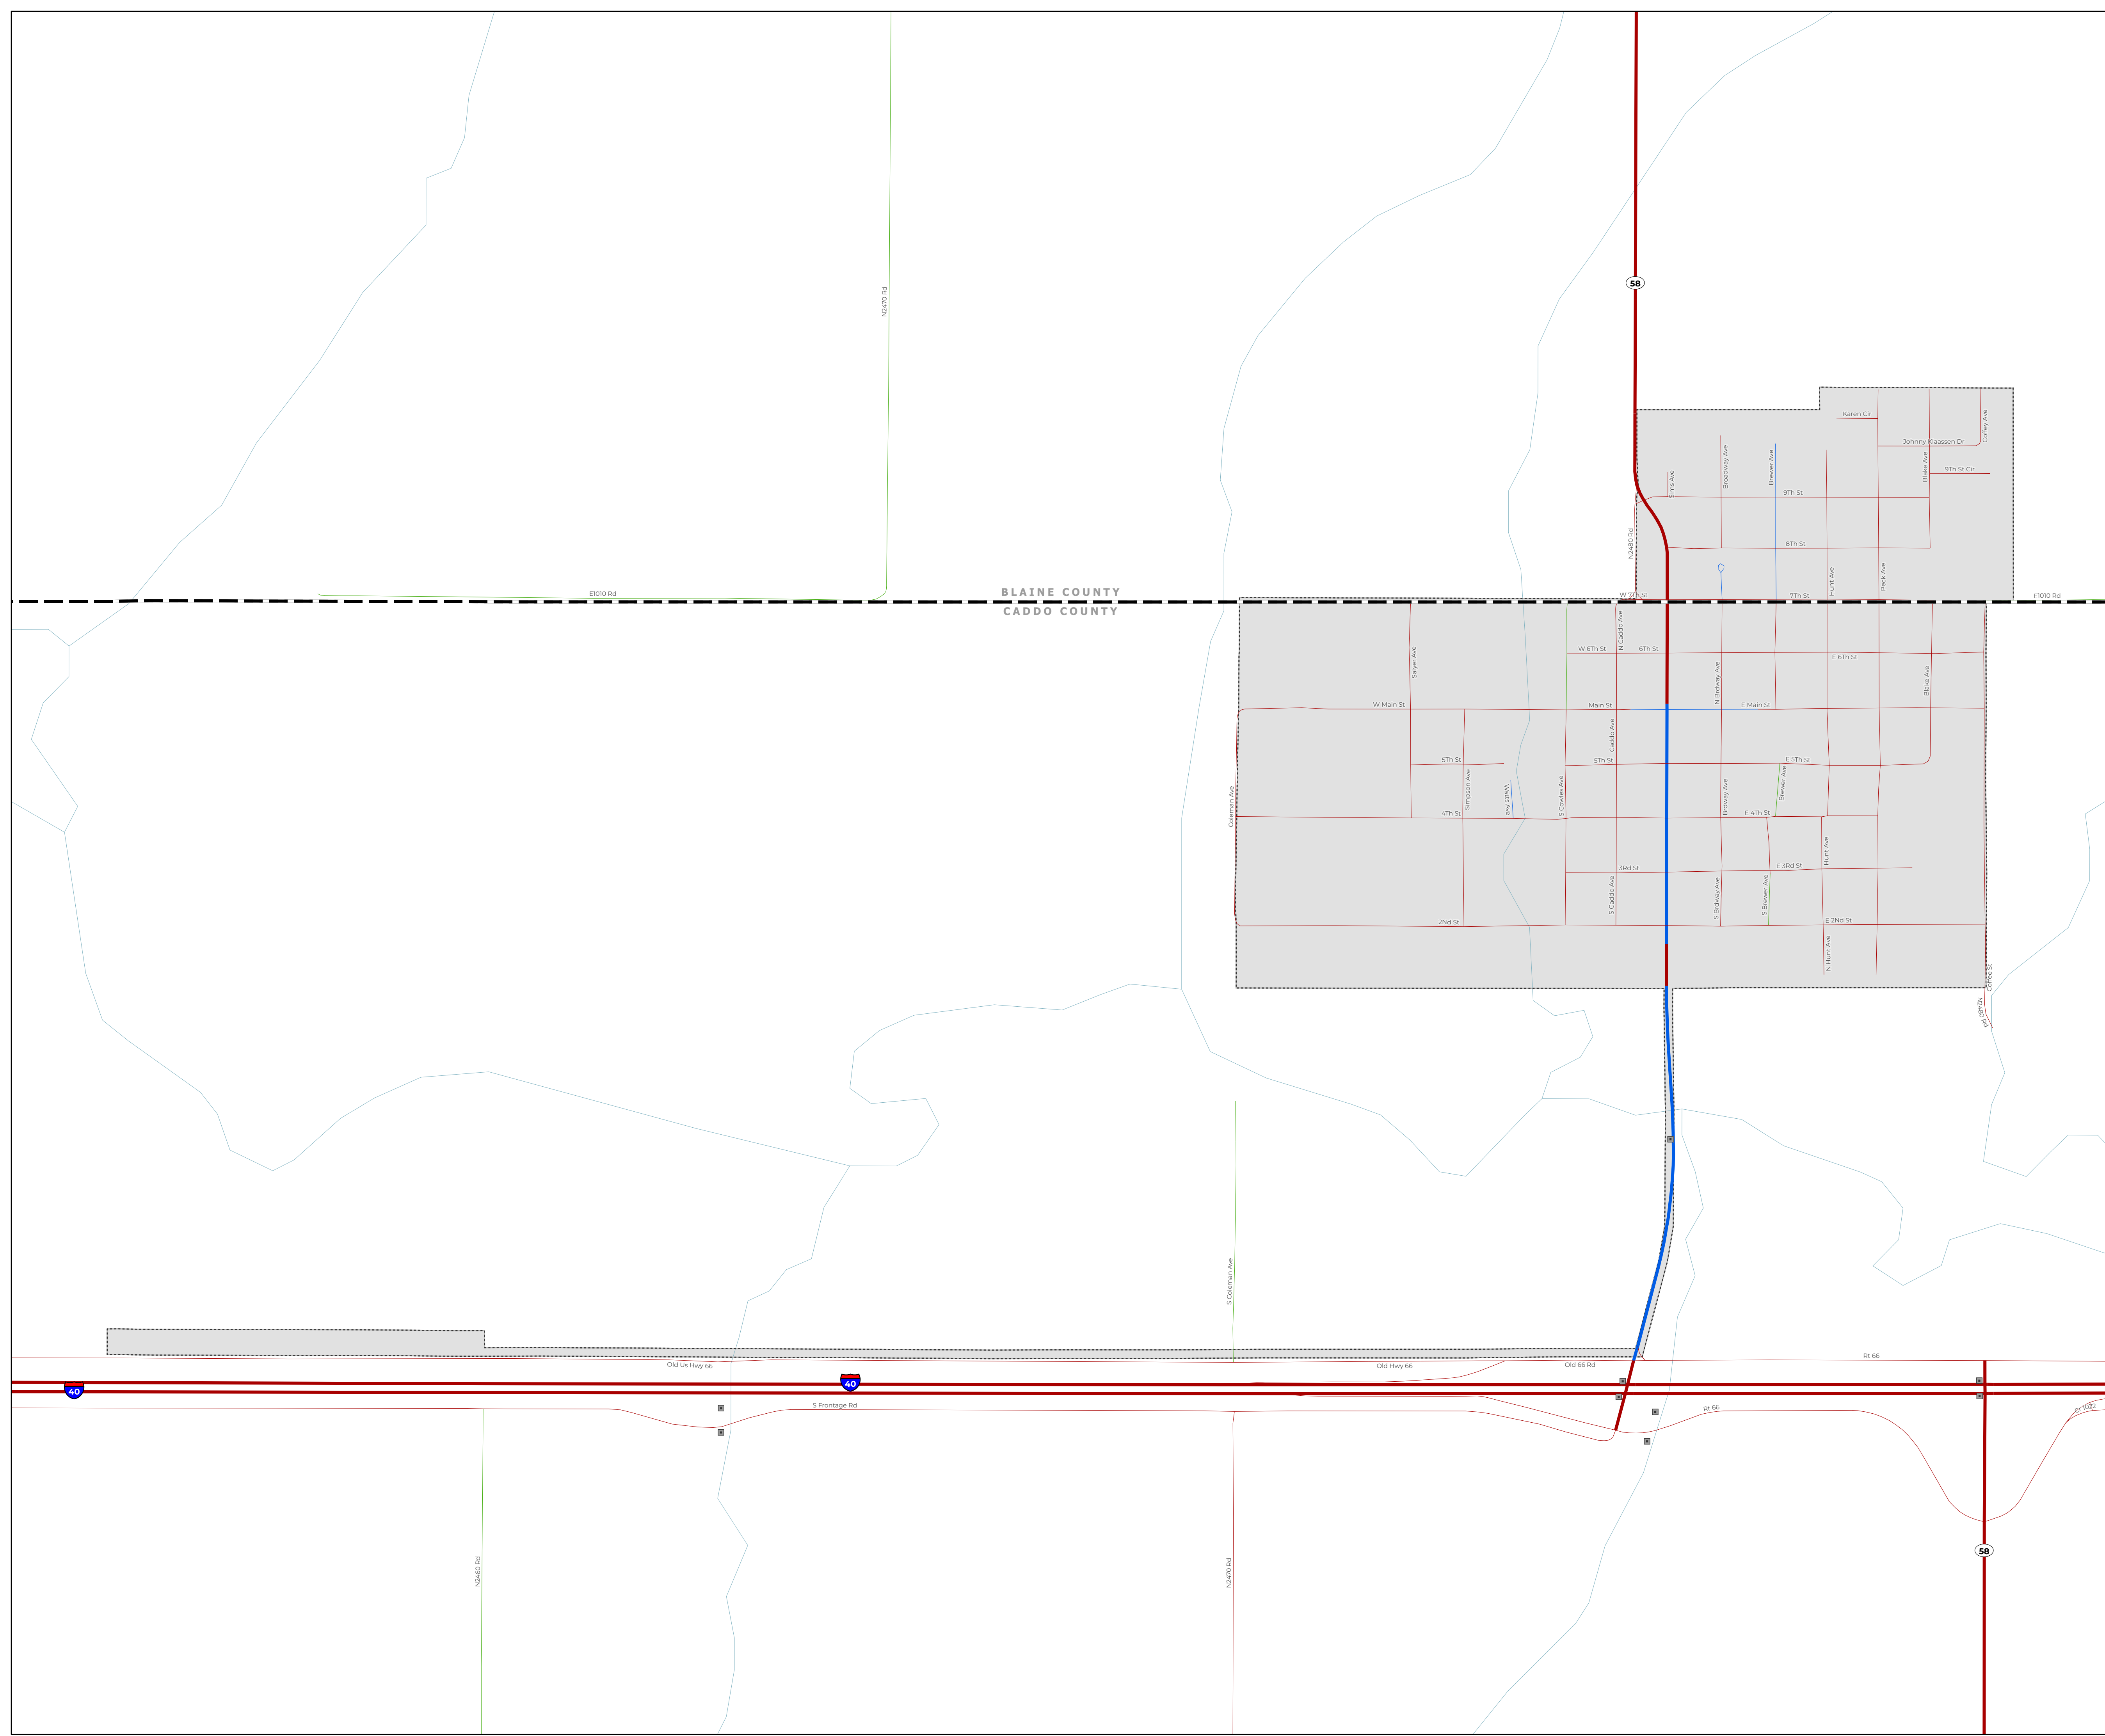 N2470 Rd
58
Karen Cir
Coffey Ave
Johnny Klaassen Dr
Broadway Ave
Brewer Ave
Blake Ave
9Th St Cir
Sims Ave
9Th St
N2480 Rd
8Th St
Hunt Ave
Peck Ave
E1010 Rd
BLAINE COUNTY
CADDO COUNTY
W 7Th St
7Th St
E1010 Rd
N Caddo Ave
Salyer Ave
W 6Th St
6Th St
E 6Th St
N Brdway Ave
Blake Ave
W Main St
Main St
E Main St
Caddo Ave
5Th St
5Th St
E 5Th St
Simpson Ave
Watts Ave
S Cowles Ave
Brdway Ave
Brewer Ave
Coleman Ave
4Th St
E 4Th St
Hunt Ave
3Rd St
E 3Rd St
S Caddo Ave
S Brdway Ave
S Brewer Ave
2Nd St
E 2Nd St
N Hunt Ave
Coffee St
N2480 Rd
S Coleman Ave
Old Us Hwy 66
Old Hwy 66
Old 66 Rd
Rt 66
40
40
S Frontage Rd
Rt 66
Cr 1022
N2460 Rd
N2470 Rd
58